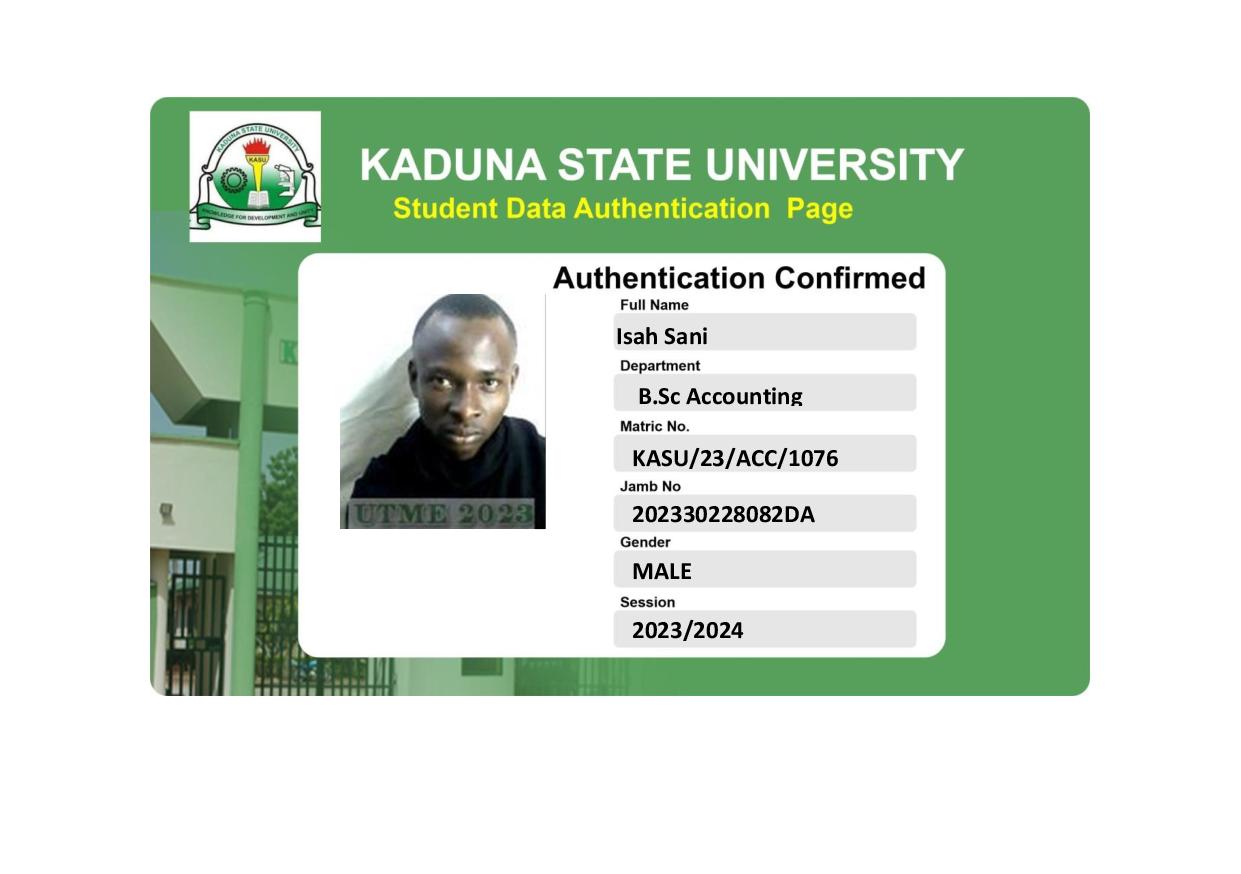 KADUNA STATE UNIVERSITY
KASU
KNOWLEDGE FOR DEVELOPMENT AND UNITY
KADUNA STATE UNIVERSITY
Student Data Authentication Page
Authentication Confirmed
Full Name
Isah Sani
Department
B.Sc Accounting
Matric No.
KASU/23/ACC/1076
Jamb No
202330228082DA
Gender
MALE
Session
2023/2024
UTME 2023
K